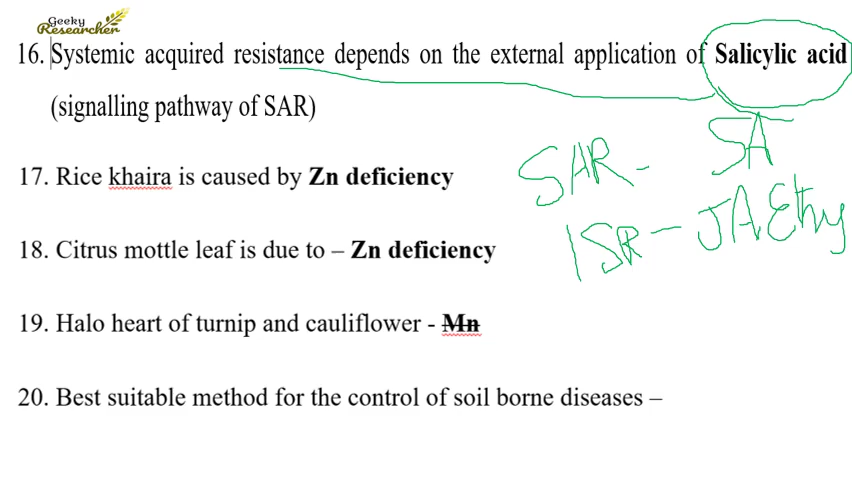 Geeky
Researcher
16. Systemic acquired resistance depends on the external application of Salicylic acid
(signalling pathway of SAR)
SAR - SA
17. Rice khaira is caused by Zn deficiency
ISR - JA Ethy
18. Citrus mottle leaf is due to – Zn deficiency
19. Halo heart of turnip and cauliflower - Mn
20. Best suitable method for the control of soil borne diseases –